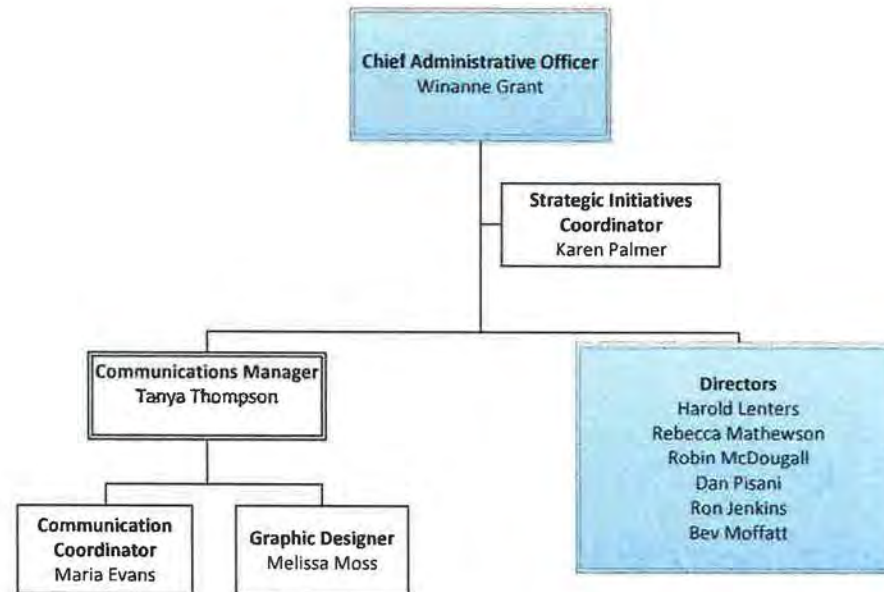 Chief Administrative Officer
Winanne Grant
Strategic Initiatives
Coordinator
Karen Palmer
Communications Manager
Tanya Thompson
Directors
Harold Lenters
Rebecca Mathewson
Robin McDougall
Dan Pisani
Ron Jenkins
Bev Moffatt
Communication
Coordinator
Maria Evans
Graphic Designer
Melissa Moss